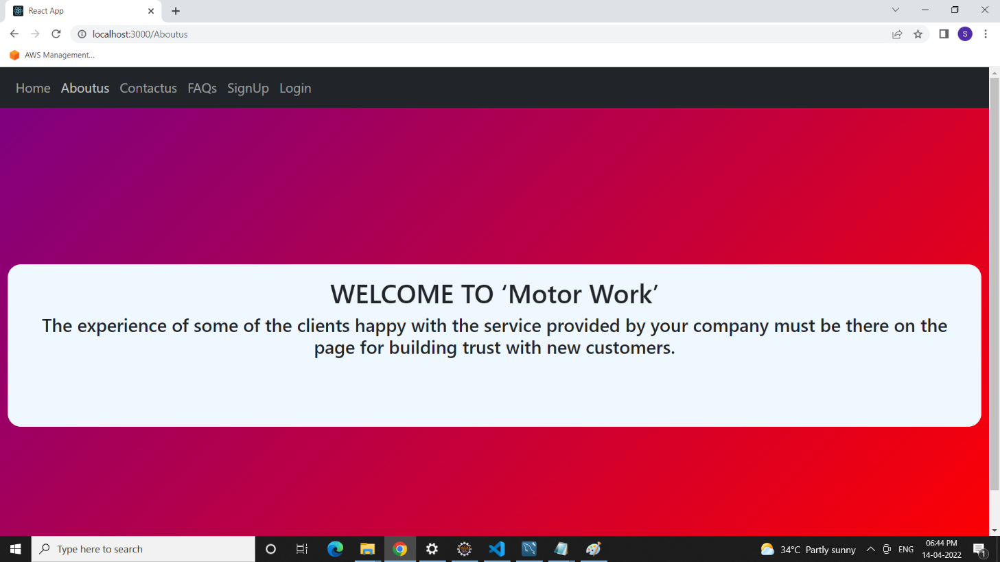 React App
localhost:3000/Aboutus
S
AWS Management...
Home Aboutus Contactus FAQs SignUp Login
WELCOME TO ‘Motor Work’
The experience of some of the clients happy with the service provided by your company must be there on the
page for building trust with new customers.
Type here to search
34°C Partly sunny
ENG
06:44 PM
14-04-2022
1